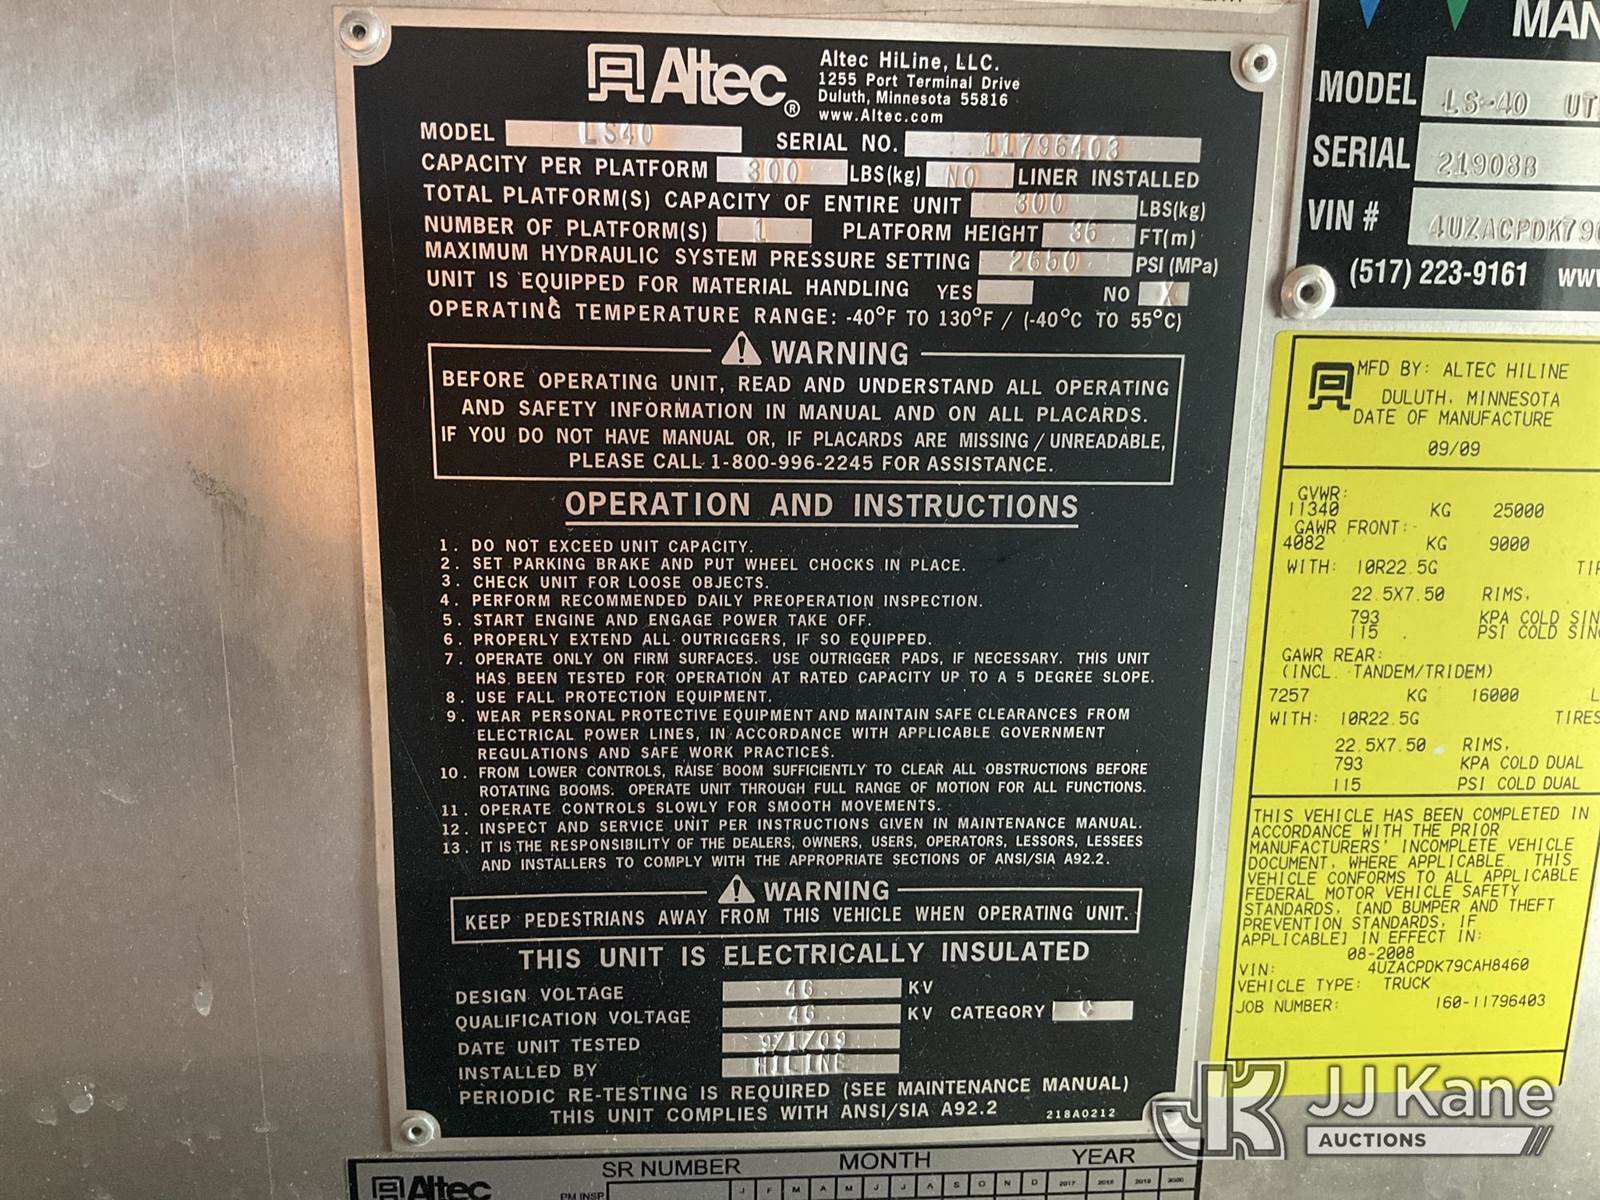 Altec®
Altec HiLine, LLC.
1255 Port Terminal Drive
Duluth, Minnesota 55816
www.Altec.com
MODEL LS40 SERIAL NO. 11796403
CAPACITY PER PLATFORM 300 LBS(kg) NO LINER INSTALLED
TOTAL PLATFORM(S) CAPACITY OF ENTIRE UNIT 300 LBS(kg)
NUMBER OF PLATFORM(S) 1 PLATFORM HEIGHT 36 FT(m)
MAXIMUM HYDRAULIC SYSTEM PRESSURE SETTING 2650 PSI (MPa)
UNIT IS EQUIPPED FOR MATERIAL HANDLING YES NO X
OPERATING TEMPERATURE RANGE: -40°F TO 130°F / (-40°C TO 55°C)
WARNING
BEFORE OPERATING UNIT, READ AND UNDERSTAND ALL OPERATING
AND SAFETY INFORMATION IN MANUAL AND ON ALL PLACARDS.
IF YOU DO NOT HAVE MANUAL OR, IF PLACARDS ARE MISSING / UNREADABLE,
PLEASE CALL 1-800-996-2245 FOR ASSISTANCE.
OPERATION AND INSTRUCTIONS
1. DO NOT EXCEED UNIT CAPACITY.
2. SET PARKING BRAKE AND PUT WHEEL CHOCKS IN PLACE.
3. CHECK UNIT FOR LOOSE OBJECTS.
4. PERFORM RECOMMENDED DAILY PREOPERATION INSPECTION.
5. START ENGINE AND ENGAGE POWER TAKE OFF.
6. PROPERLY EXTEND ALL OUTRIGGERS, IF SO EQUIPPED.
7. OPERATE ONLY ON FIRM SURFACES. USE OUTRIGGER PADS, IF NECESSARY. THIS UNIT
HAS BEEN TESTED FOR OPERATION AT RATED CAPACITY UP TO A 5 DEGREE SLOPE.
8. USE FALL PROTECTION EQUIPMENT.
9. WEAR PERSONAL PROTECTIVE EQUIPMENT AND MAINTAIN SAFE CLEARANCES FROM
ELECTRICAL POWER LINES, IN ACCORDANCE WITH APPLICABLE GOVERNMENT
REGULATIONS AND SAFE WORK PRACTICES.
10. FROM LOWER CONTROLS, RAISE BOOM SUFFICIENTLY TO CLEAR ALL OBSTRUCTIONS BEFORE
ROTATING BOOMS. OPERATE UNIT THROUGH FULL RANGE OF MOTION FOR ALL FUNCTIONS.
11. OPERATE CONTROLS SLOWLY FOR SMOOTH MOVEMENTS.
12. INSPECT AND SERVICE UNIT PER INSTRUCTIONS GIVEN IN MAINTENANCE MANUAL.
13. IT IS THE RESPONSIBILITY OF THE DEALERS, OWNERS, USERS, OPERATORS, LESSORS, LESSEES
AND INSTALLERS TO COMPLY WITH THE APPROPRIATE SECTIONS OF ANSI/SIA A92.2.
WARNING
KEEP PEDESTRIANS AWAY FROM THIS VEHICLE WHEN OPERATING UNIT.
THIS UNIT IS ELECTRICALLY INSULATED
DESIGN VOLTAGE 46 KV
QUALIFICATION VOLTAGE 46 KV CATEGORY C
DATE UNIT TESTED 9/1/09
INSTALLED BY HILINE
PERIODIC RE-TESTING IS REQUIRED (SEE MAINTENANCE MANUAL)
THIS UNIT COMPLIES WITH ANSI/SIA A92.2 218A0212
Altec
SR NUMBER MONTH YEAR
PM INSP J F M A M J J A S O N D 2017 2018 2019 2020
MAN
MODEL LS-40 UT
SERIAL 21908B
VIN # 4UZACPDK79
(517) 223-9161 www
MFD BY: ALTEC HILINE
DULUTH, MINNESOTA
DATE OF MANUFACTURE
09/09
GVWR:
11340 KG 25000
GAWR FRONT:
4082 KG 9000
WITH: 10R22.5G TIR
22.5X7.50 RIMS,
793 KPA COLD SIN
115 PSI COLD SING
GAWR REAR:
(INCL. TANDEM/TRIDEM)
7257 KG 16000 L
WITH: 10R22.5G TIRES
22.5X7.50 RIMS,
793 KPA COLD DUAL
115 PSI COLD DUAL
THIS VEHICLE HAS BEEN COMPLETED IN
ACCORDANCE WITH THE PRIOR
MANUFACTURERS' INCOMPLETE VEHICLE
DOCUMENT, WHERE APPLICABLE. THIS
VEHICLE CONFORMS TO ALL APPLICABLE
FEDERAL MOTOR VEHICLE SAFETY
STANDARDS, [AND BUMPER AND THEFT
PREVENTION STANDARDS, IF
APPLICABLE] IN EFFECT IN:
08-2008
VIN: 4UZACPDK79CAH8460
VEHICLE TYPE: TRUCK
JOB NUMBER: 160-11796403
JK JJ Kane
AUCTIONS